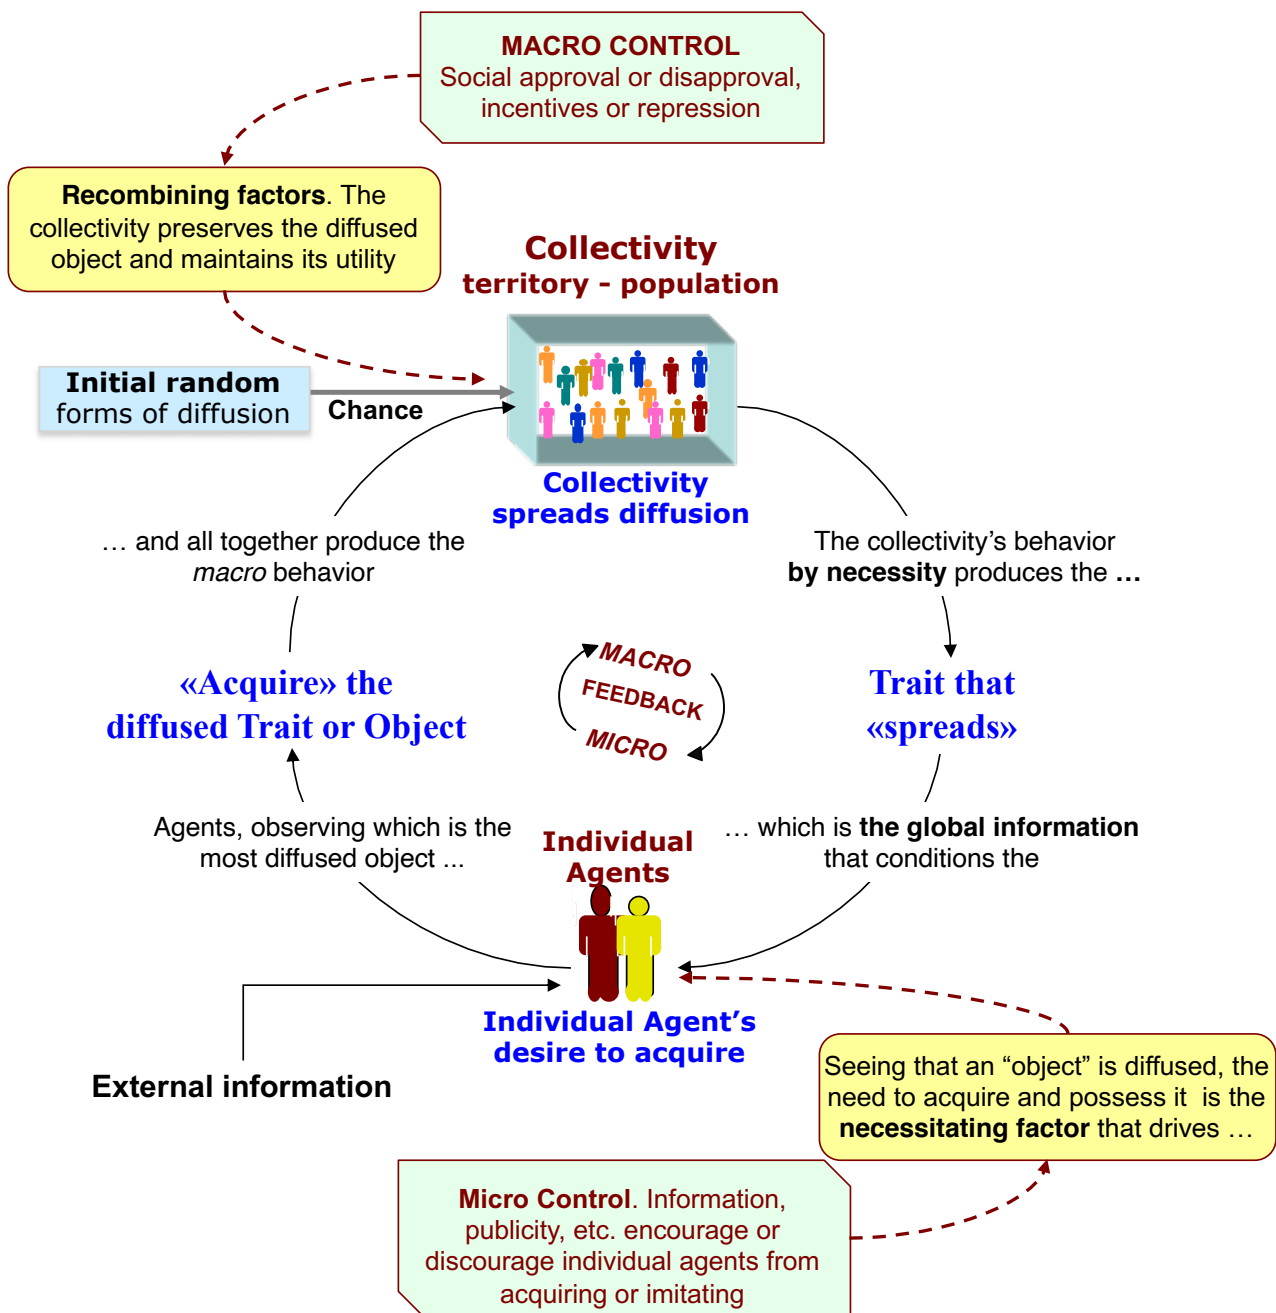 MACRO CONTROL
Social approval or disapproval,
incentives or repression
Recombining factors. The
collectivity preserves the diffused
object and maintains its utility
Collectivity
territory - population
Initial random
forms of diffusion
Chance
Collectivity
spreads diffusion
… and all together produce the
macro behavior
The collectivity’s behavior
by necessity produces the …
«Acquire» the
diffused Trait or Object
MACRO
FEEDBACK
MICRO
Trait that
«spreads»
Agents, observing which is the
most diffused object ...
Individual
Agents
… which is the global information
that conditions the
Individual Agent’s
desire to acquire
External information
Seeing that an “object” is diffused, the
need to acquire and possess it is the
necessitating factor that drives …
Micro Control. Information,
publicity, etc. encourage or
discourage individual agents from
acquiring or imitating